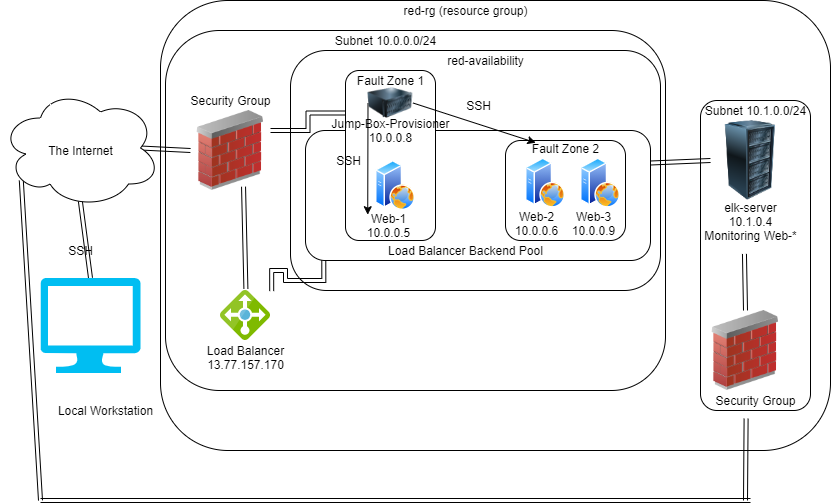 red-rg (resource group)
Subnet 10.0.0.0/24
red-availability
Fault Zone 1
Security Group
SSH
Subnet 10.1.0.0/24
Jump-Box-Provisioner
10.0.0.8
The Internet
Fault Zone 2
SSH
elk-server
10.1.0.4
Monitoring Web-*
Web-1
10.0.0.5
Web-2
10.0.0.6
Web-3
10.0.0.9
SSH
Load Balancer Backend Pool
Load Balancer
13.77.157.170
Local Workstation
Security Group